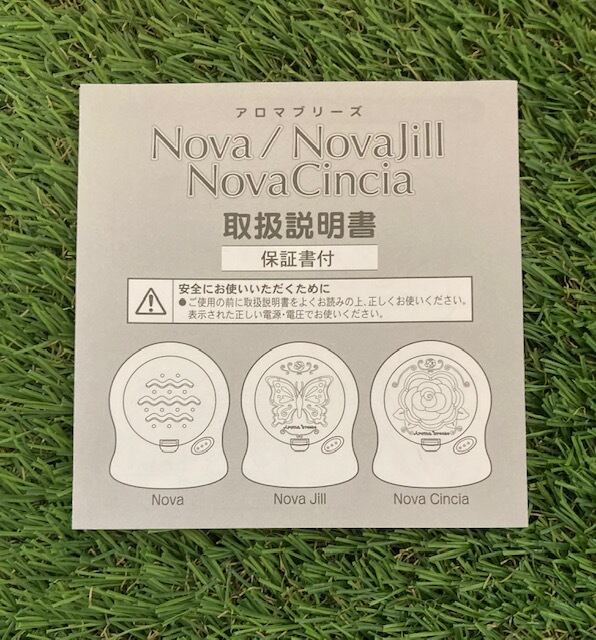 アロマブリーズ
Nova / NovaJill
NovaCincia
取扱説明書
保証書付
安全にお使いいただくために
●ご使用の前に取扱説明書をよくお読みの上、正しくお使いください。
表示された正しい電源・電圧でお使いください。
Nova
Nova Jill
Nova Cincia